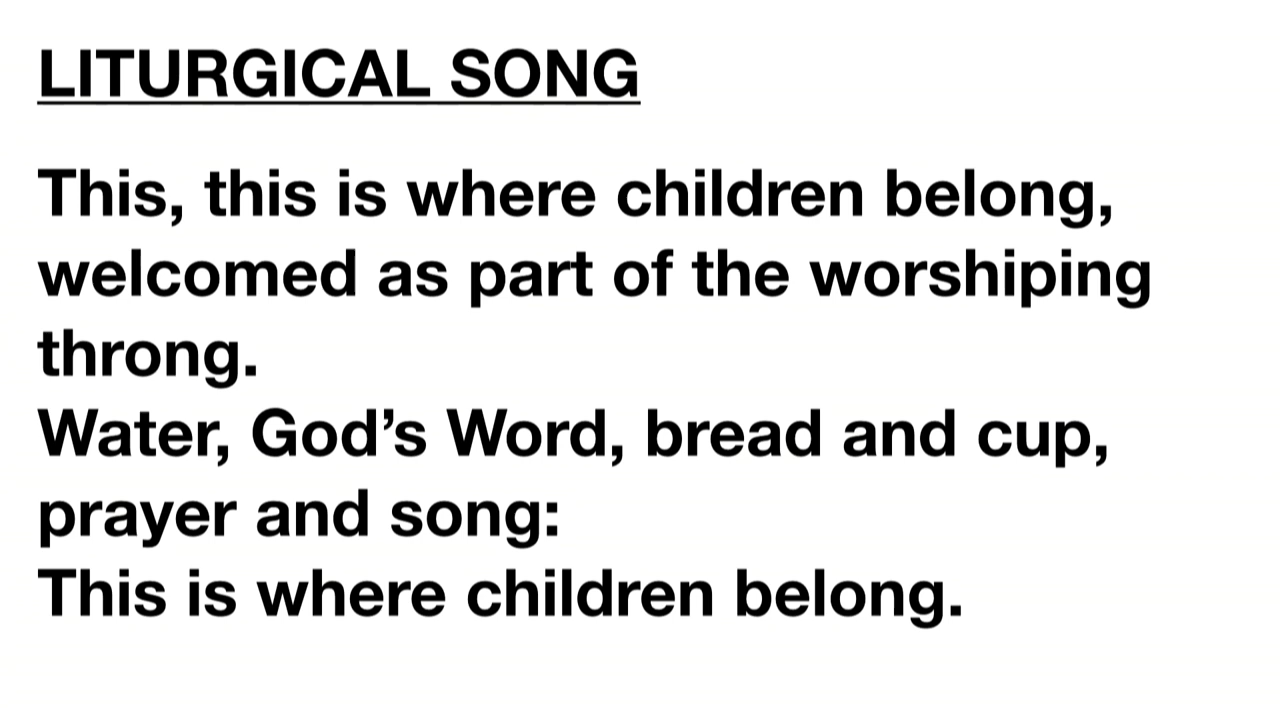 LITURGICAL SONG
This, this is where children belong,
welcomed as part of the worshiping
throng.
Water, God’s Word, bread and cup,
prayer and song:
This is where children belong.